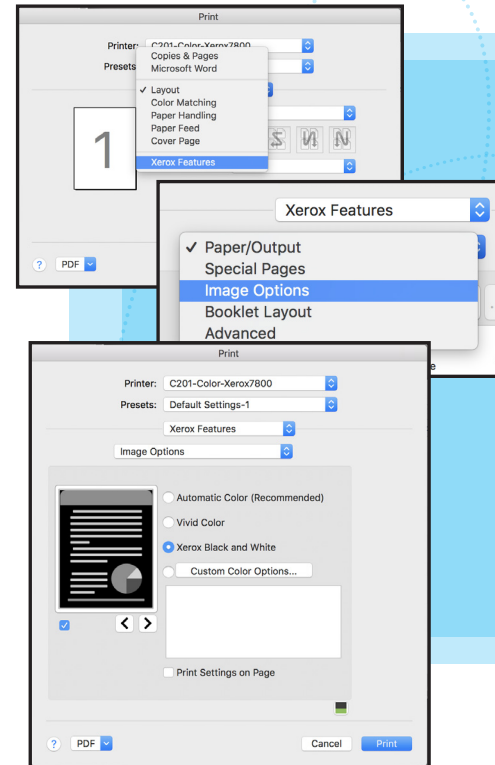 Print
Printer: C201-Color-Xerox7800
Copies & Pages
Presets
Microsoft Word
✓ Layout
Color Matching
Paper Handling
Paper Feed
Cover Page
Xerox Features
1
? PDF
Xerox Features
✓ Paper/Output
Special Pages
Image Options
Booklet Layout
Advanced
e
Print
Printer: C201-Color-Xerox7800
Presets: Default Settings-1
Xerox Features
Image Options
Automatic Color (Recommended)
Vivid Color
Xerox Black and White
Custom Color Options...
Print Settings on Page
? PDF Cancel Print